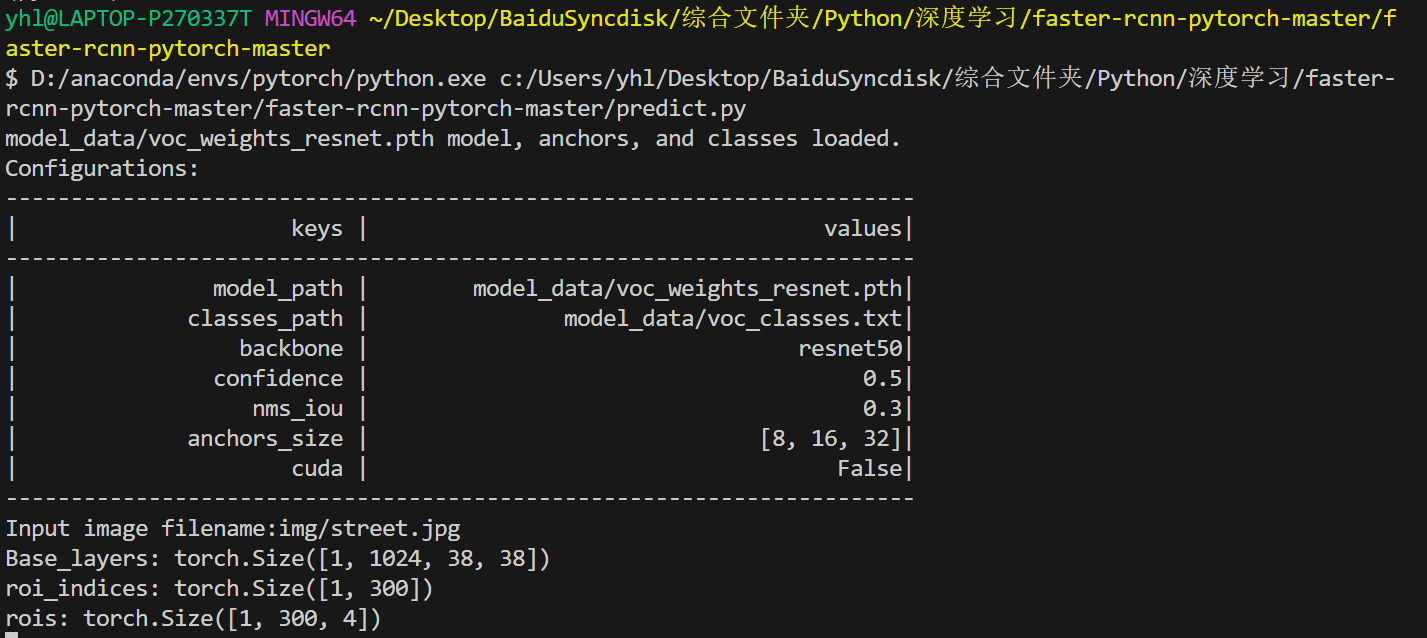 yhl@LAPTOP-P270337T MINGW64 ~/Desktop/BaiduSyncdisk/综合文件夹/Python/深度学习/faster-rcnn-pytorch-master/f
aster-rcnn-pytorch-master
$ D:/anaconda/envs/pytorch/python.exe c:/Users/yhl/Desktop/BaiduSyncdisk/综合文件夹/Python/深度学习/faster-
rcnn-pytorch-master/faster-rcnn-pytorch-master/predict.py
model_data/voc_weights_resnet.pth model, anchors, and classes loaded.
Configurations:
----------------------------------------------------------------------
|                     keys |                                   values|
----------------------------------------------------------------------
|               model_path |        model_data/voc_weights_resnet.pth|
|             classes_path |               model_data/voc_classes.txt|
|                 backbone |                                 resnet50|
|               confidence |                                      0.5|
|                  nms_iou |                                      0.3|
|             anchors_size |                              [8, 16, 32]|
|                     cuda |                                    False|
----------------------------------------------------------------------
Input image filename:img/street.jpg
Base_layers: torch.Size([1, 1024, 38, 38])
roi_indices: torch.Size([1, 300])
rois: torch.Size([1, 300, 4])